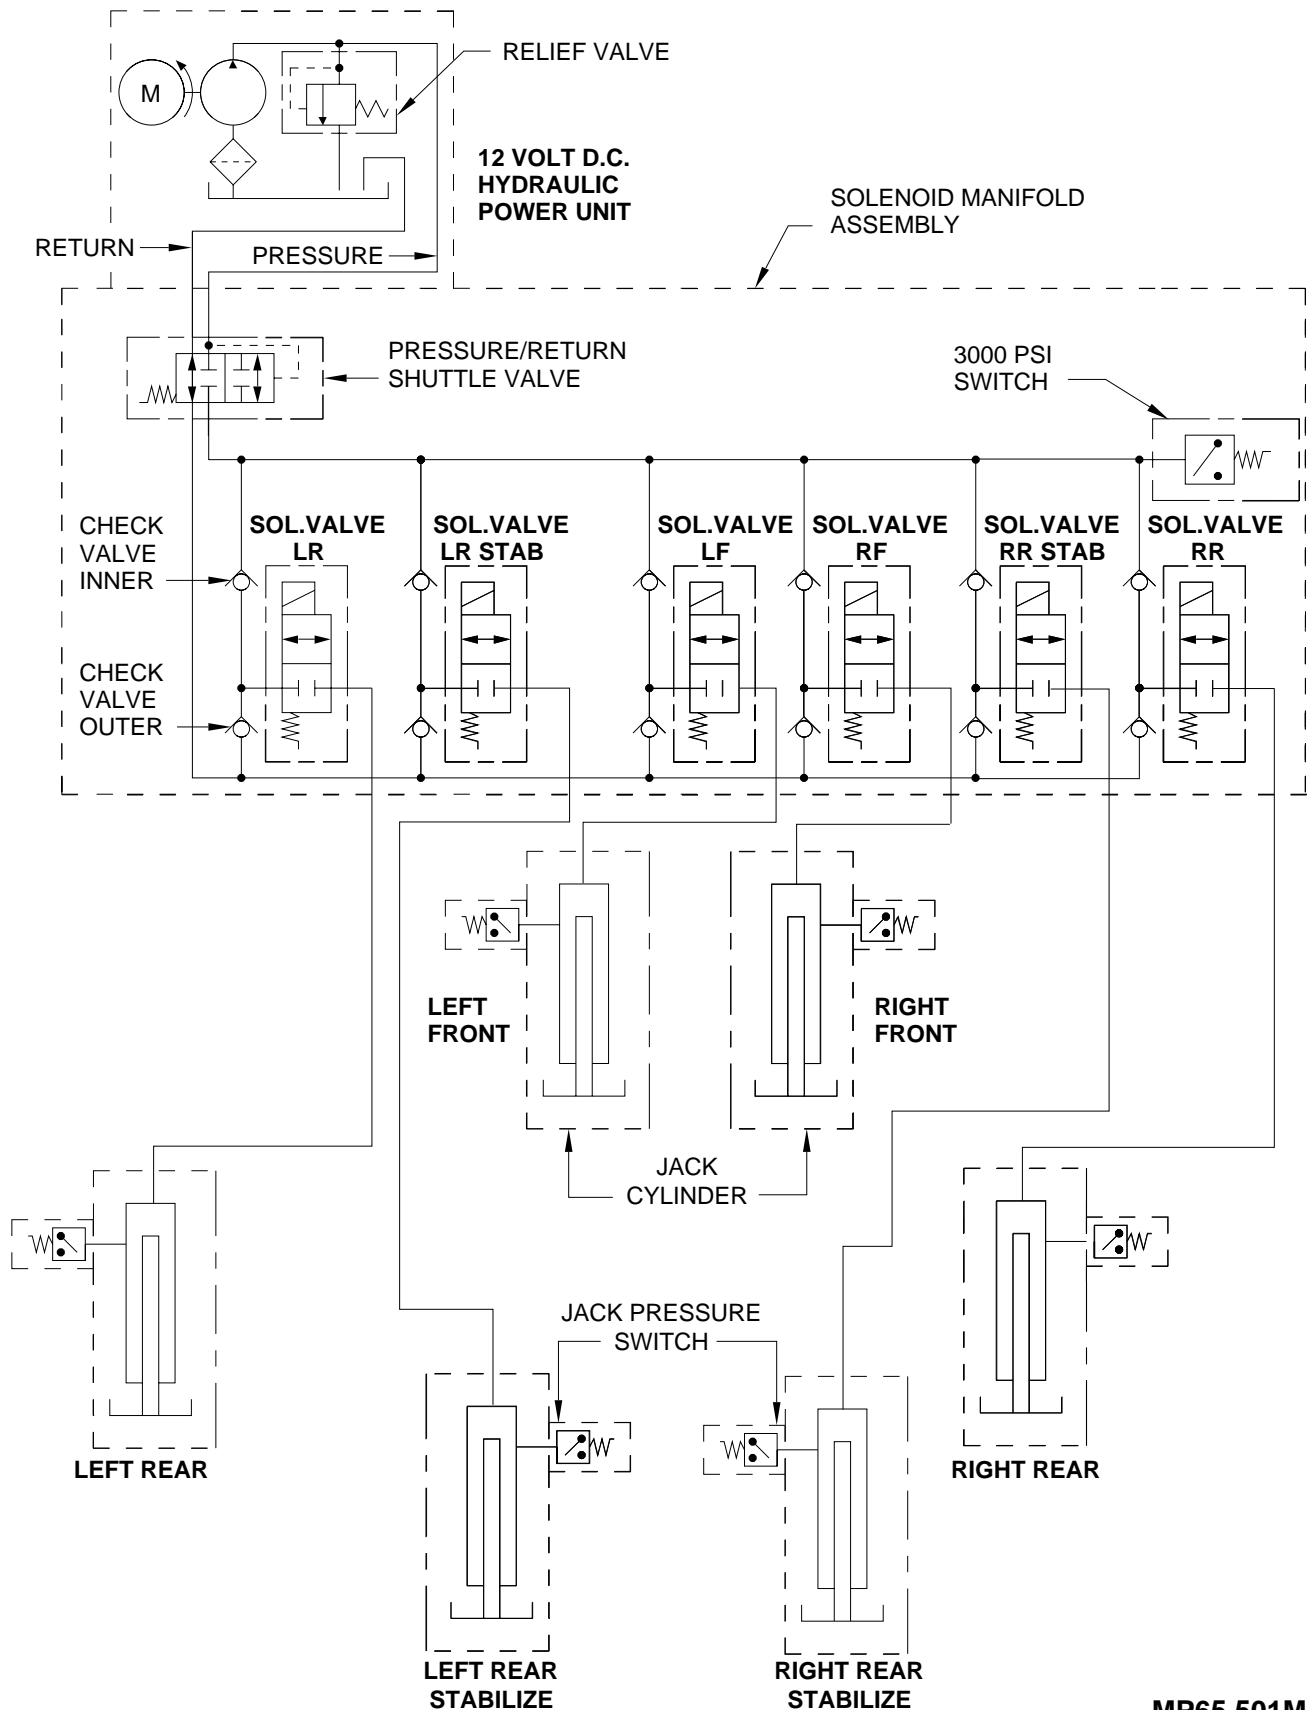 RELIEF VALVE
M
12 VOLT D.C.
HYDRAULIC
POWER UNIT
SOLENOID MANIFOLD
ASSEMBLY
RETURN
PRESSURE
PRESSURE/RETURN
SHUTTLE VALVE
3000 PSI
SWITCH
CHECK
VALVE
INNER
SOL.VALVE
LR
SOL.VALVE
LR STAB
SOL.VALVE
LF
SOL.VALVE
RF
SOL.VALVE
RR STAB
SOL.VALVE
RR
CHECK
VALVE
OUTER
LEFT
FRONT
RIGHT
FRONT
JACK
CYLINDER
JACK PRESSURE
SWITCH
LEFT REAR
RIGHT REAR
LEFT REAR
STABILIZE
RIGHT REAR
STABILIZE